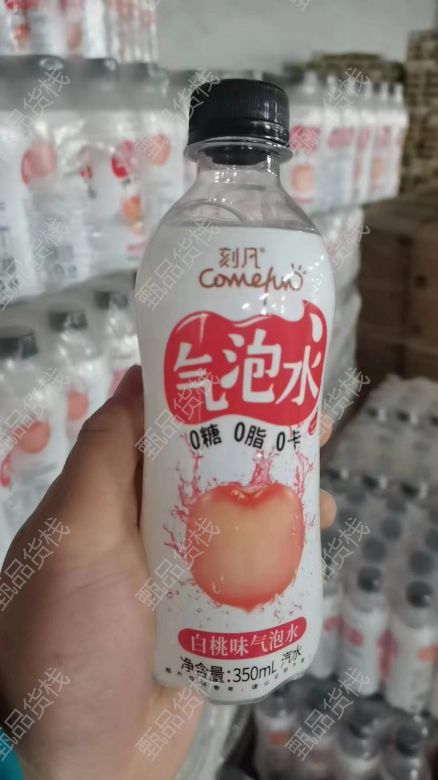 刻凡®
Comefun
气泡水
0糖 0脂 0卡
白桃味气泡水
净含量:350mL 汽水
甄品货栈